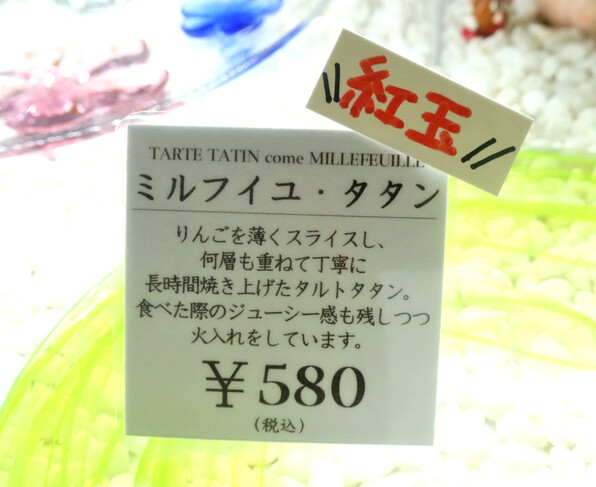 紅玉
TARTE TATIN come MILLEFEUILLE
ミルフイユ・タタン
りんごを薄くスライスし、
何層も重ねて丁寧に
長時間焼き上げたタルトタタン。
食べた際のジューシー感も残しつつ
火入れをしています。
￥580
（税込）